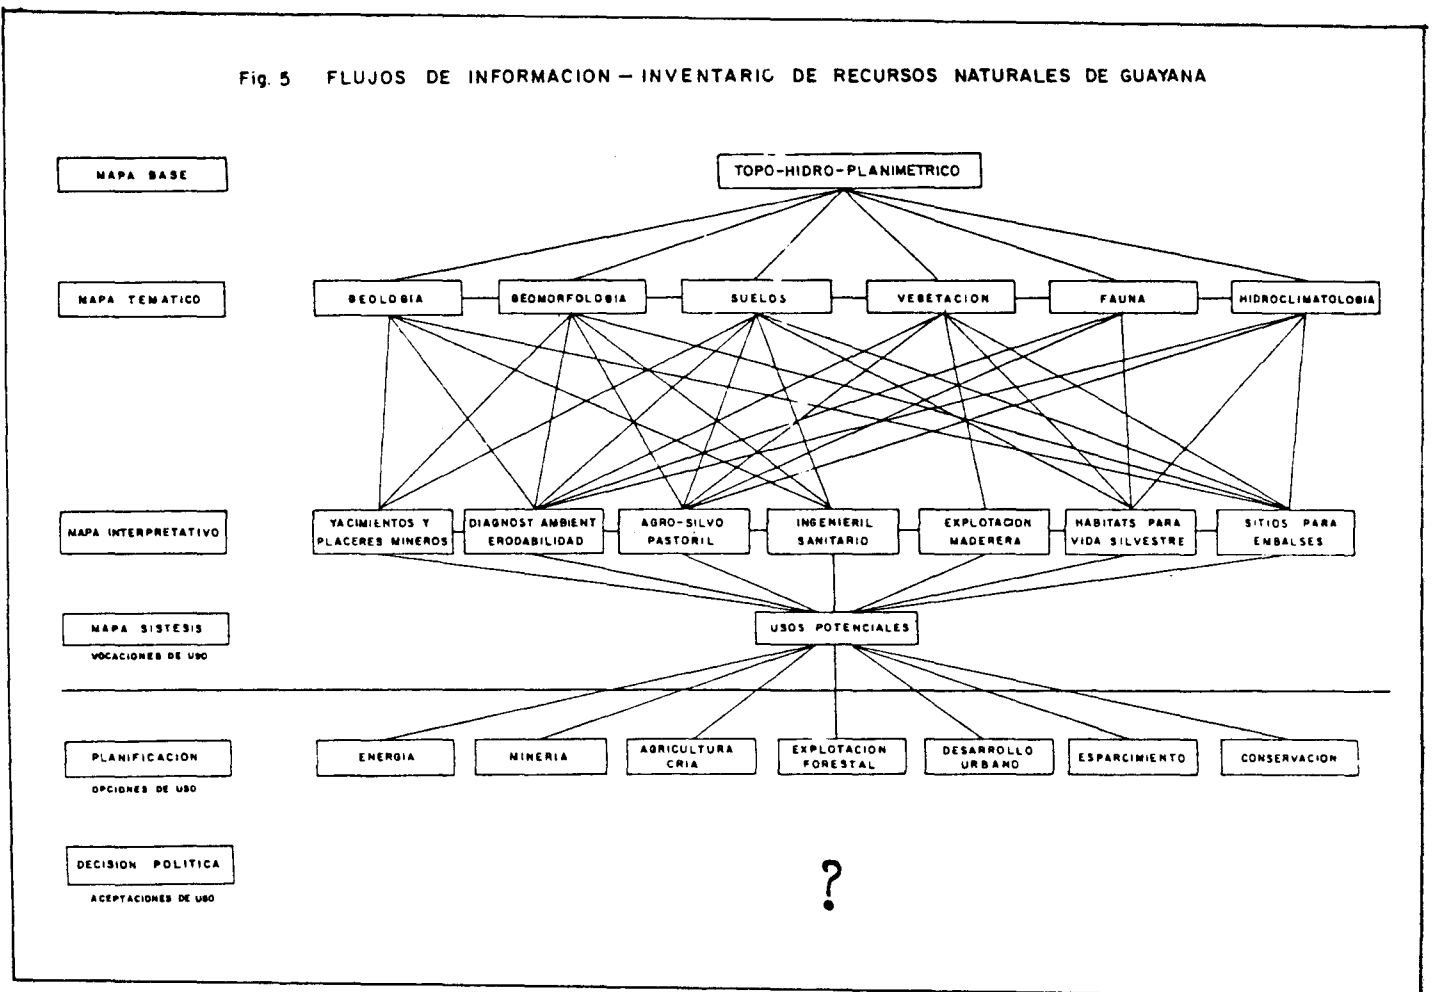 Fig. 5 FLUJOS DE INFORMACION — INVENTARIO DE RECURSOS NATURALES DE GUAYANA
MAPA BASE
TOPO-HIDRO-PLANIMETRICO
MAPA TEMATICO
GEOLOGIA
GEOMORFOLOGIA
SUELOS
VEGETACION
FAUNA
HIDROCLIMATOLOGIA
MAPA INTERPRETATIVO
YACIMIENTOS Y
PLACERES MINEROS
DIAGNOST AMBIENT
ERODABILIDAD
AGRO-SILVO
PASTORIL
INGENIERIL
SANITARIO
EXPLOTACION
MADERERA
HABITATS PARA
VIDA SILVESTRE
SITIOS PARA
EMBALSES
MAPA SISTESIS
VOCACIONES DE USO
USOS POTENCIALES
PLANIFICACION
OPCIONES DE USO
ENERGIA
MINERIA
AGRICULTURA
CRIA
EXPLOTACION
FORESTAL
DESARROLLO
URBANO
ESPARCIMIENTO
CONSERVACION
DECISION POLITICA
ACEPTACIONES DE USO
?